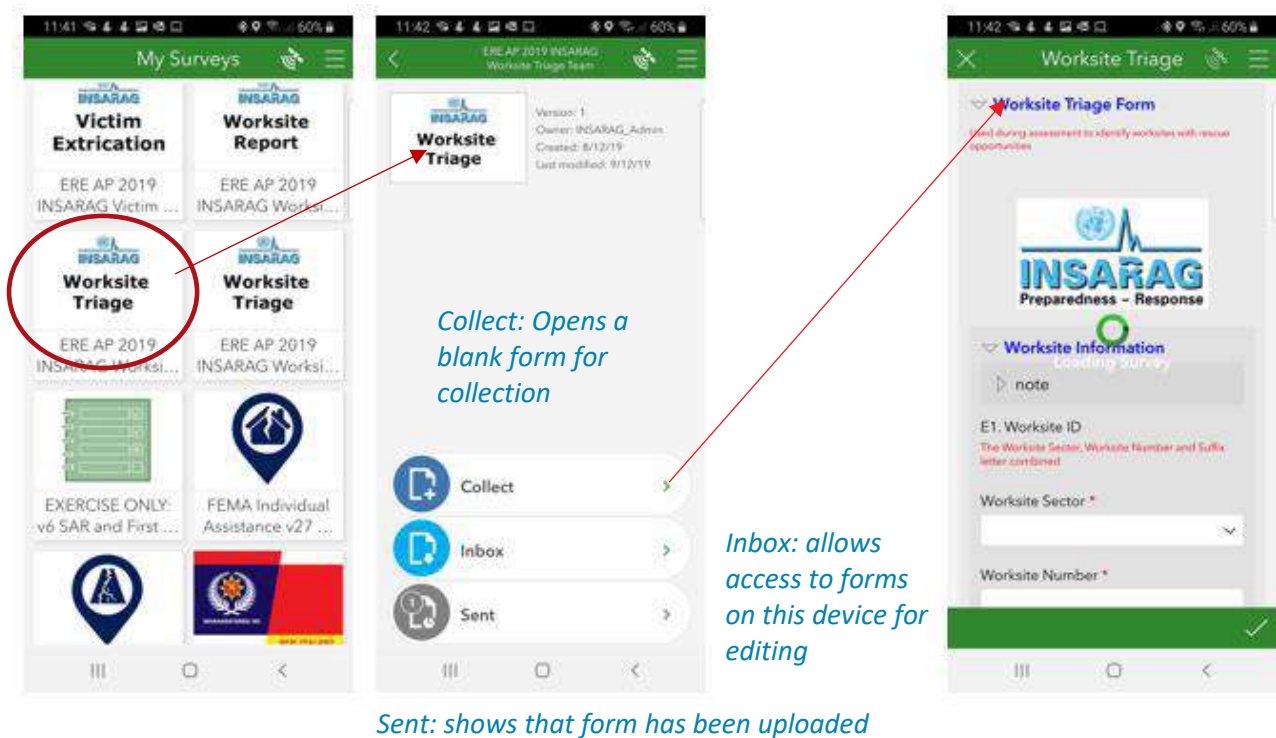 11:41
60%
My Surveys
INSARAG
Victim
Extrication
ERE AP 2019
INSARAG Victim ...
INSARAG
Worksite
Report
ERE AP 2019
INSARAG Worksi...
INSARAG
Worksite
Triage
ERE AP 2019
INSARAG Worksi...
INSARAG
Worksite
Triage
ERE AP 2019
INSARAG Worksi...
EXERCISE ONLY:
v6 SAR and First ...
FEMA Individual
Assistance v27 ...
11:42
60%
ERE AP 2019 INSARAG
Worksite Triage Team
INSARAG
Worksite
Triage
Version: 1
Owner: INSARAG_Admin
Created: 8/12/19
Last modified: 9/12/19
Collect: Opens a
blank form for
collection
Collect
Inbox
1
Sent
Inbox: allows
access to forms
on this device for
editing
11:42
60%
Worksite Triage
Worksite Triage Form
Used during assessment to identify worksites with rescue
opportunities
INSARAG
Preparedness – Response
Worksite Information
Loading Survey
note
E1. Worksite ID
The Worksite Sector, Worksite Number and Suffix
letter combined
Worksite Sector *
Worksite Number *
Sent: shows that form has been uploaded